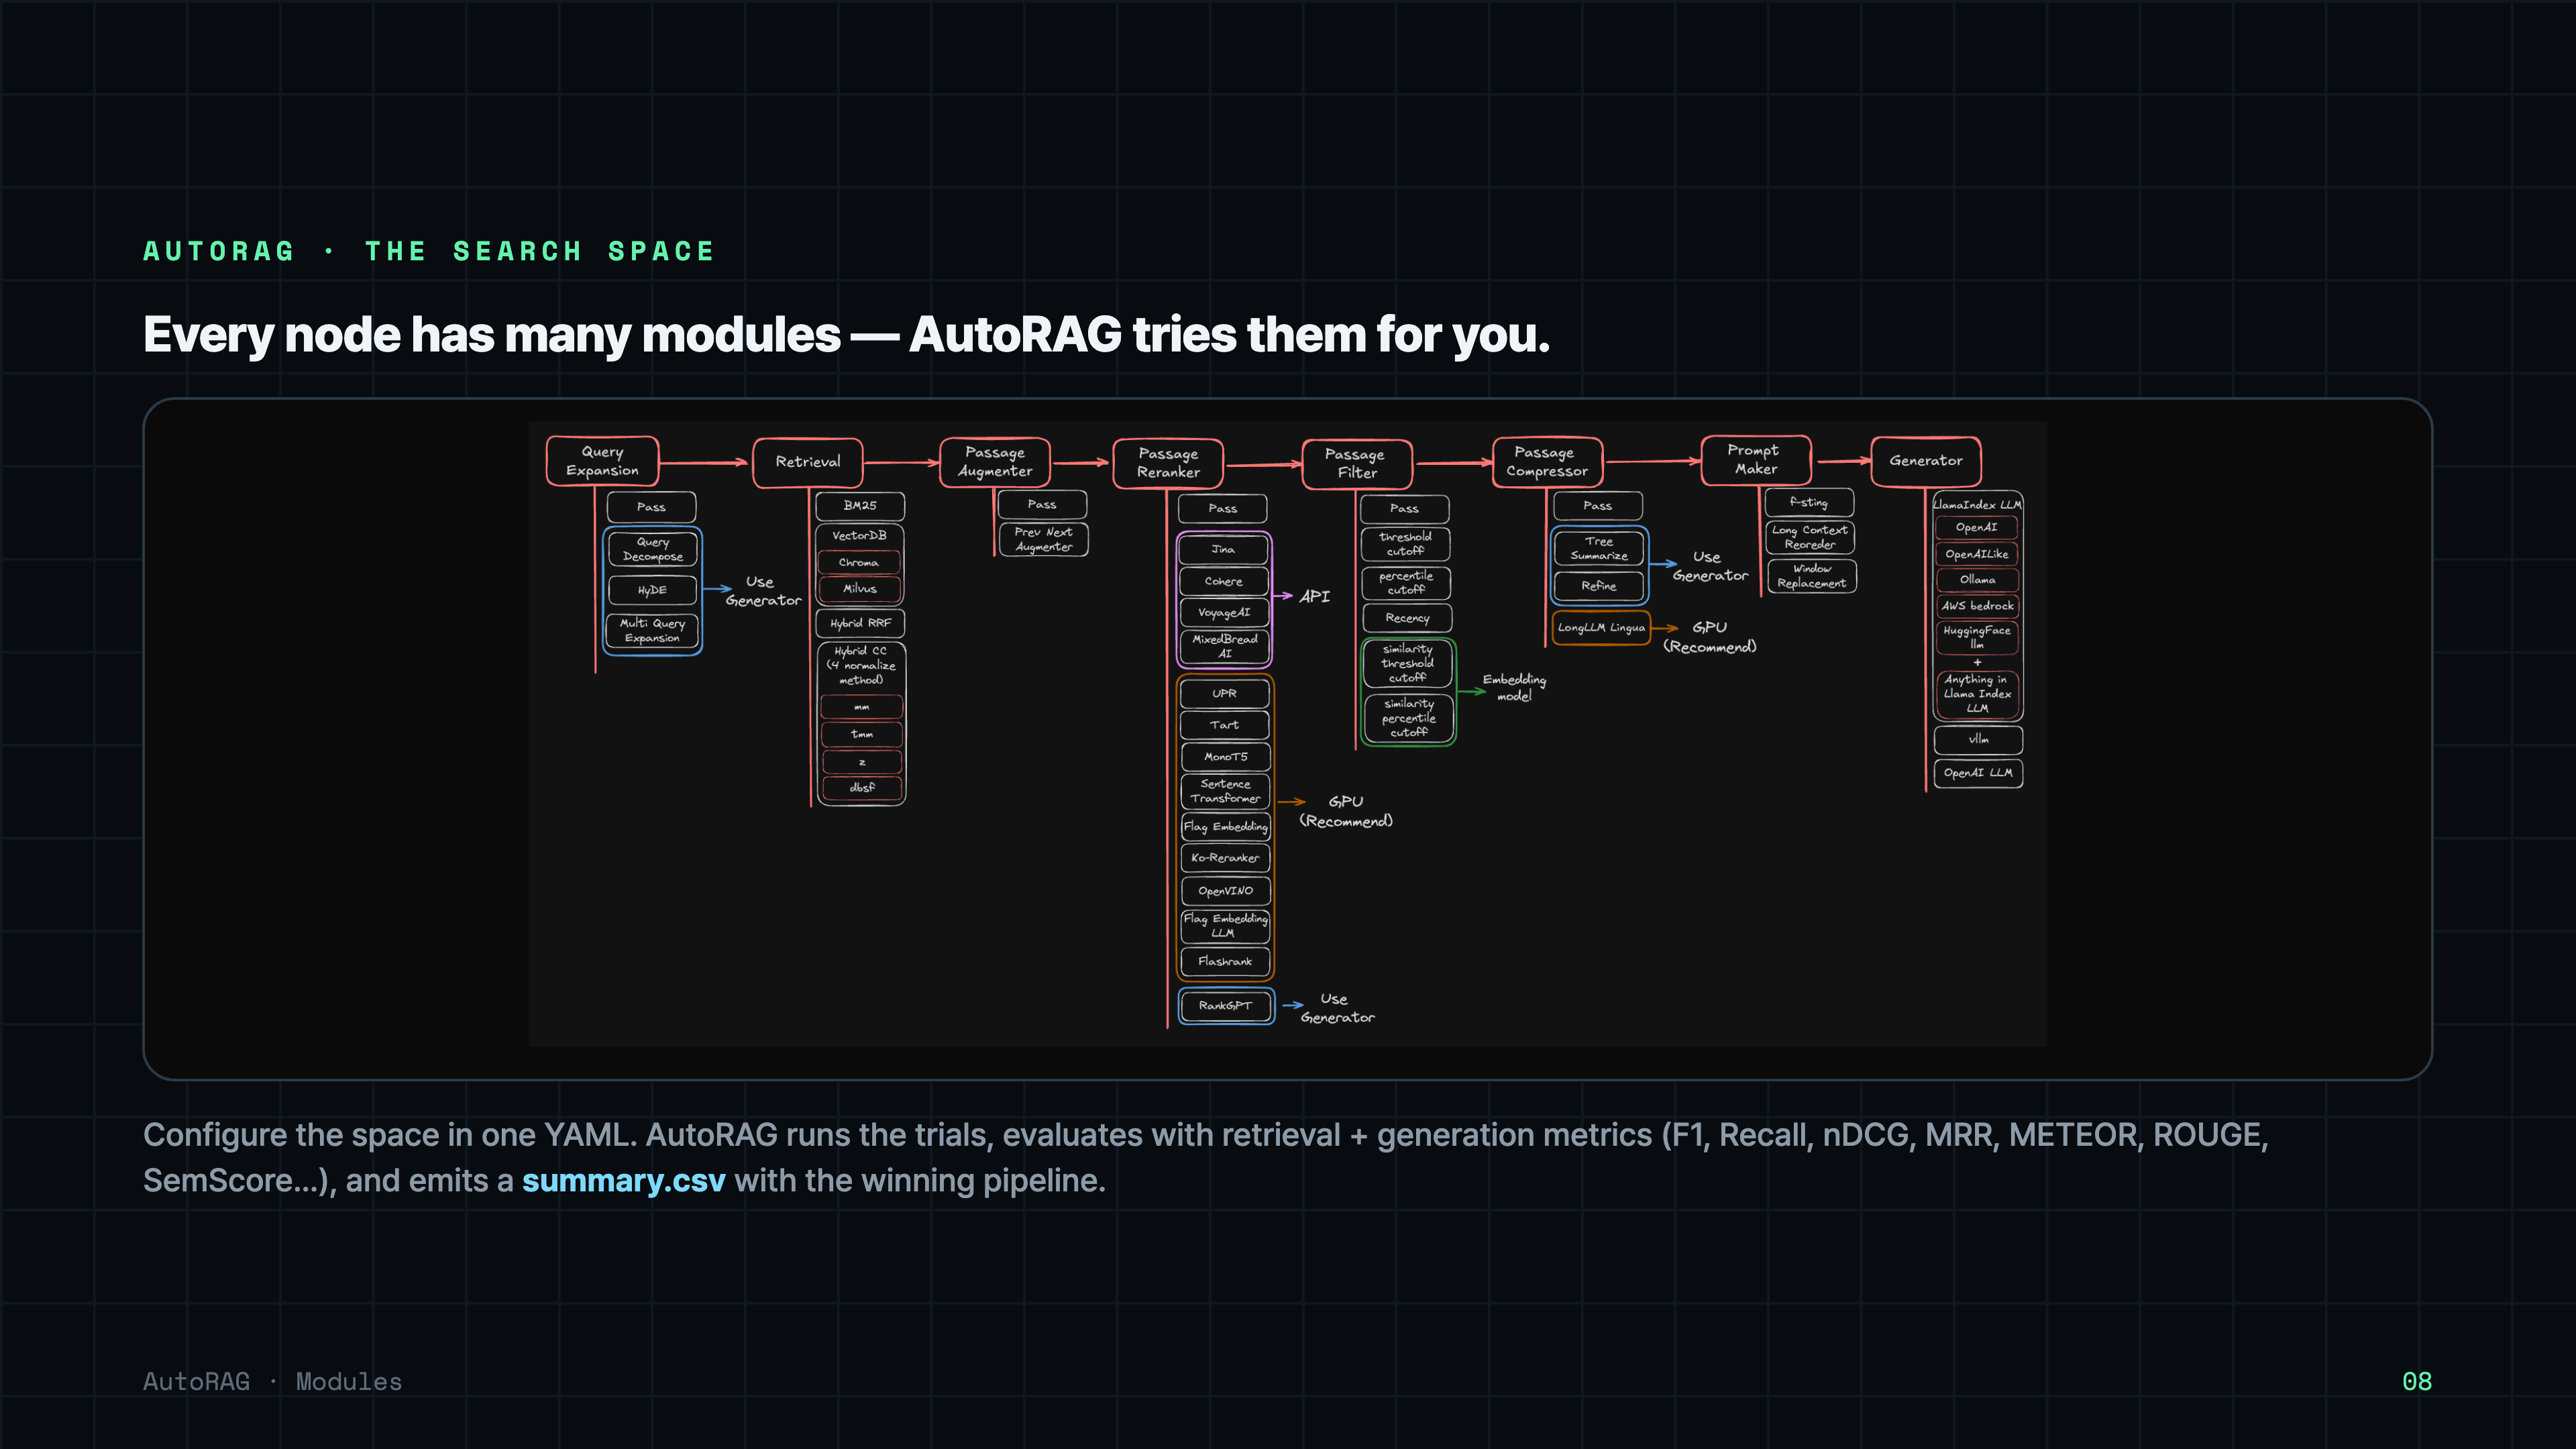 AUTORAG · THE SEARCH SPACE
Every node has many modules — AutoRAG tries them for you.
Query
Expansion
Pass
Query
Decompose
HyDE
Multi Query
Expansion
Use
Generator
Retrieval
BM25
VectorDB
Chroma
Milvus
Hybrid RRF
Hybrid CC
(4 normalize
method)
mm
tmm
z
dbsf
Passage
Augmenter
Pass
Prev Next
Augmenter
Passage
Reranker
Pass
Jina
Cohere
VoyageAI
MixedBread
AI
API
UPR
Tart
MonoT5
Sentence
Transformer
Flag Embedding
Ko-Reranker
OpenVINO
Flag Embedding
LLM
Flashrank
GPU
(Recommend)
RankGPT
Use
Generator
Passage
Filter
Pass
threshold
cutoff
percentile
cutoff
Recency
similarity
threshold
cutoff
similarity
percentile
cutoff
Embedding
model
Passage
Compressor
Pass
Tree
Summarize
Refine
Use
Generator
LongLLM Lingua
GPU
(Recommend)
Prompt
Maker
f-sting
Long Context
Reoreder
Window
Replacement
Generator
LlamaIndex LLM
OpenAI
OpenAILike
Ollama
AWS bedrock
HuggingFace
llm
+
Anything in
Llama Index
LLM
vllm
OpenAI LLM
Configure the space in one YAML. AutoRAG runs the trials, evaluates with retrieval + generation metrics (F1, Recall, nDCG, MRR, METEOR, ROUGE,
SemScore...), and emits a summary.csv with the winning pipeline.
AutoRAG · Modules
08